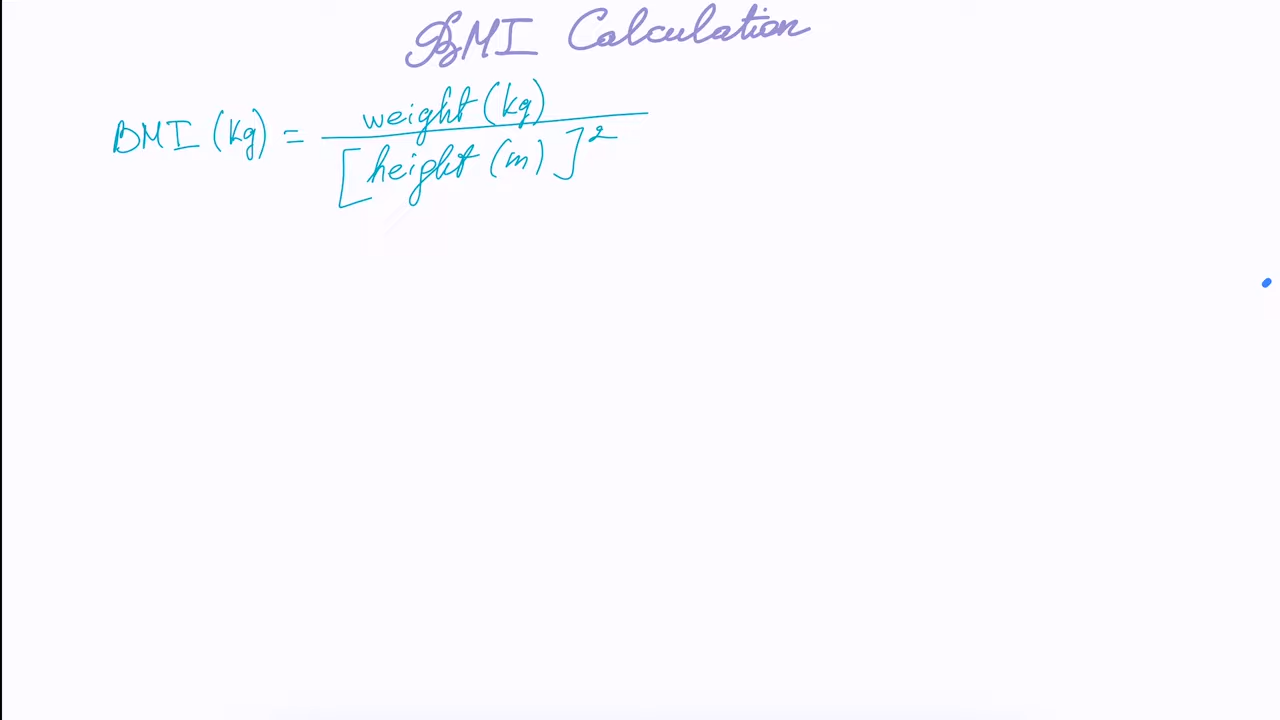 BMI Calculation
BMI (kg) = weight (kg)
[height (m)]²